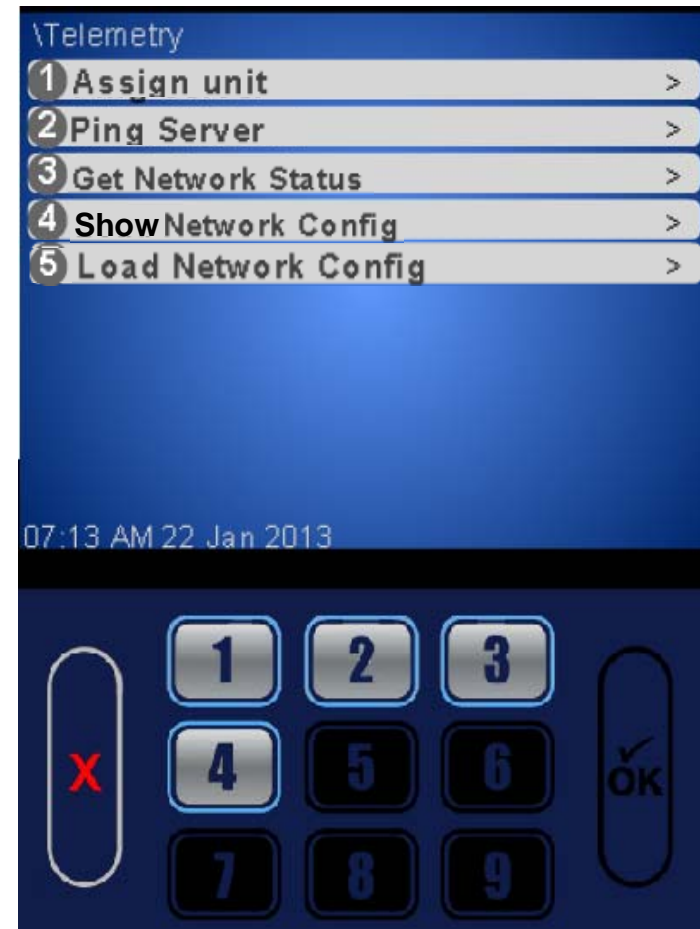 \Telemetry
1 Assign unit >
2 Ping Server >
3 Get Network Status >
4 Show Network Config >
5 Load Network Config >
07:13 AM 22 Jan 2013
1 2 3
X 4 5 6 OK
7 8 9